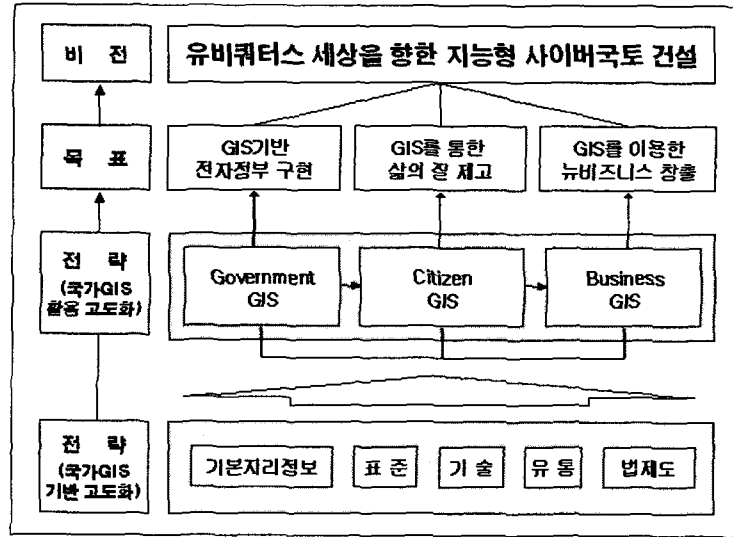 비 전
유비쿼터스 세상을 향한 지능형 사이버국토 건설
목 표
GIS기반
전자정부 구현
GIS를 통한
삶의 질 제고
GIS를 이용한
뉴비즈니스 창출
전 략
(국가GIS
활용 고도화)
Government
GIS
Citizen
GIS
Business
GIS
전 략
(국가GIS
기반 고도화)
기본지리정보
표 준
기 술
유 통
법제도